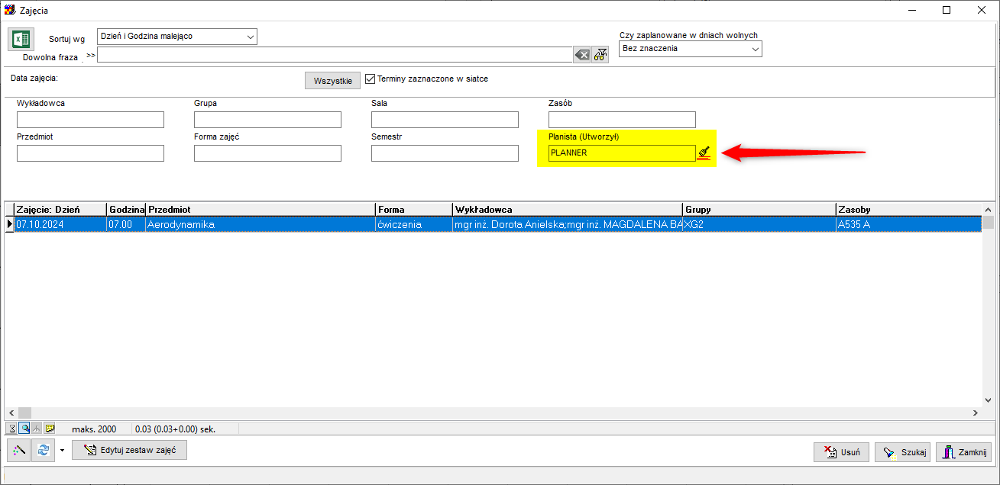 Zajęcia
Sortuj wg Dzień i Godzina malejąco
Czy zaplanowane w dniach wolnych
Dowolna fraza >>
Bez znaczenia
Data zajęcia: Wszystkie Terminy zaznaczone w siatce
Wykładowca Grupa Sala Zasób
Przedmiot Forma zajęć Semestr Planista (Utworzył)
PLANNER
Zajęcie: Dzień Godzina Przedmiot Forma Wykładowca Grupy Zasoby
07.10.2024 07.00 Aerodynamika ćwiczenia mgr inż. Dorota Anielska;mgr inż. MAGDALENA BA XG2 A535 A
maks. 2000 0.03 (0.03+0.00) sek.
Edytuj zestaw zajęć Usuń Szukaj Zamknij